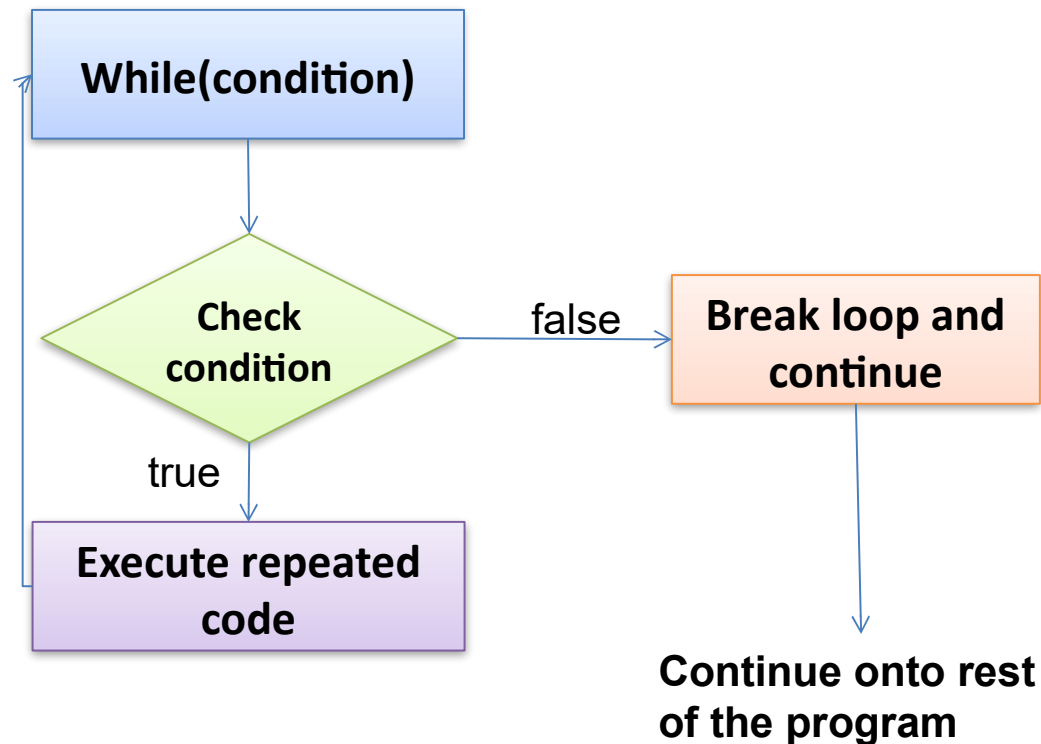 While(condition)
Check
condition
false
Break loop and
continue
true
Execute repeated
code
Continue onto rest
of the program